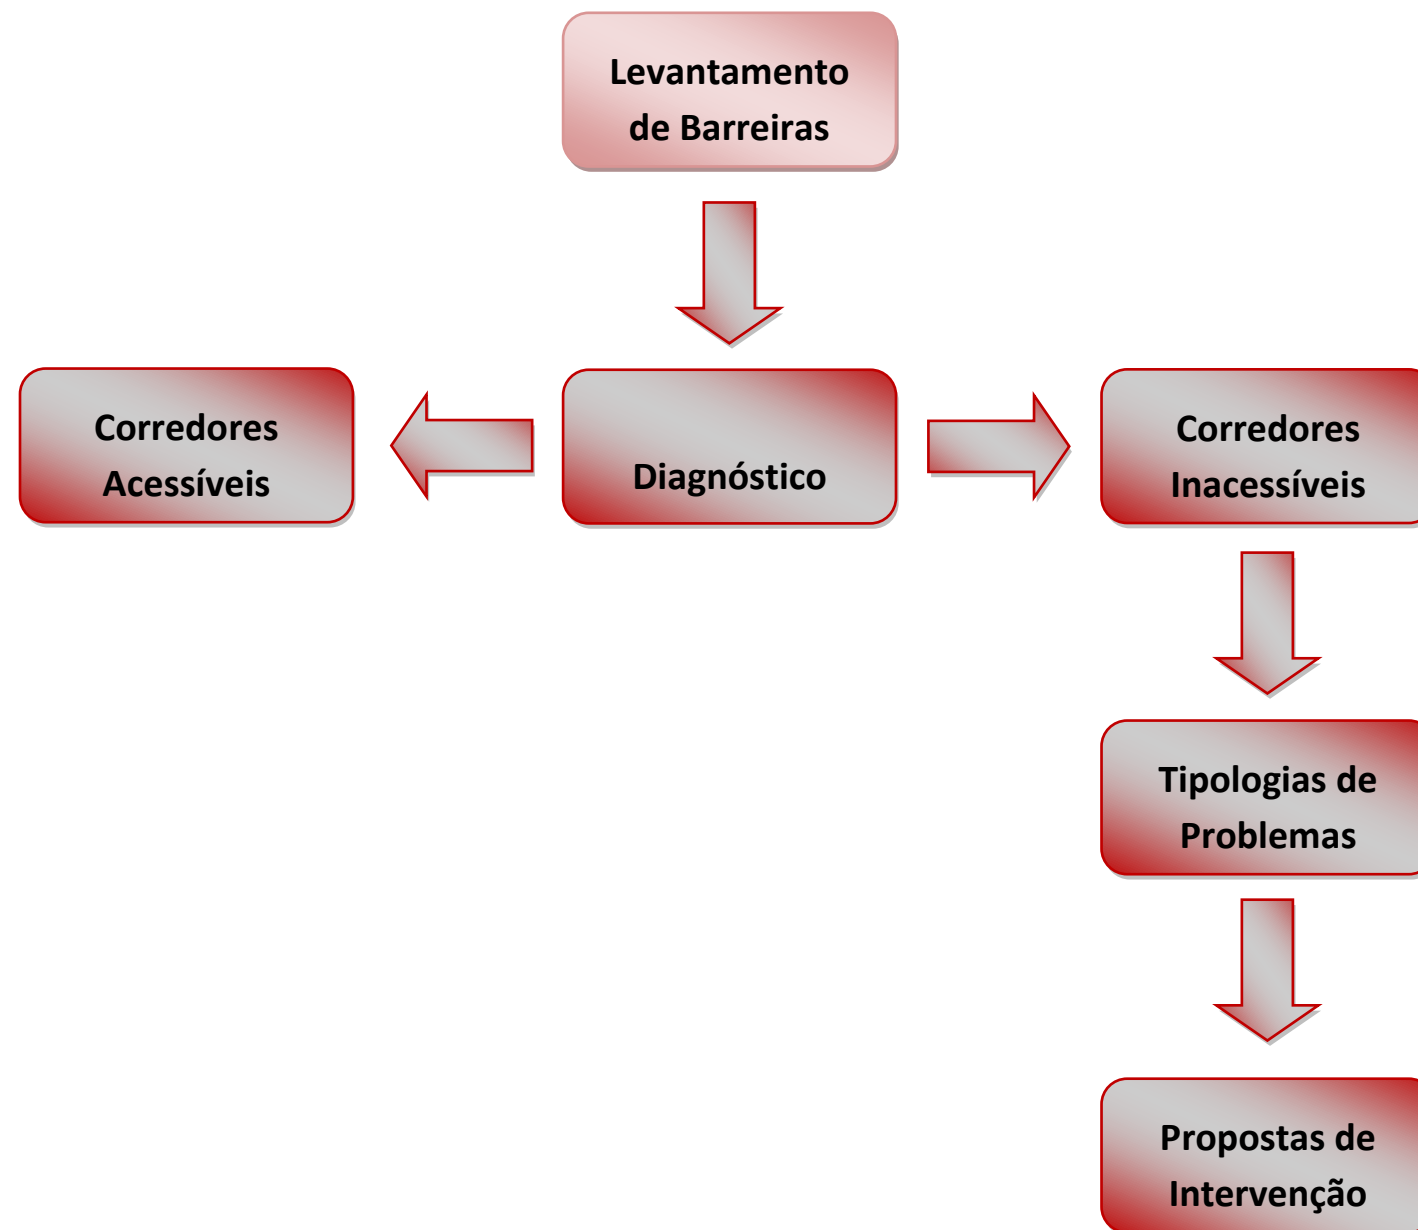 Levantamento
de Barreiras
Corredores
Acessíveis
Diagnóstico
Corredores
Inacessíveis
Tipologias de
Problemas
Propostas de
Intervenção